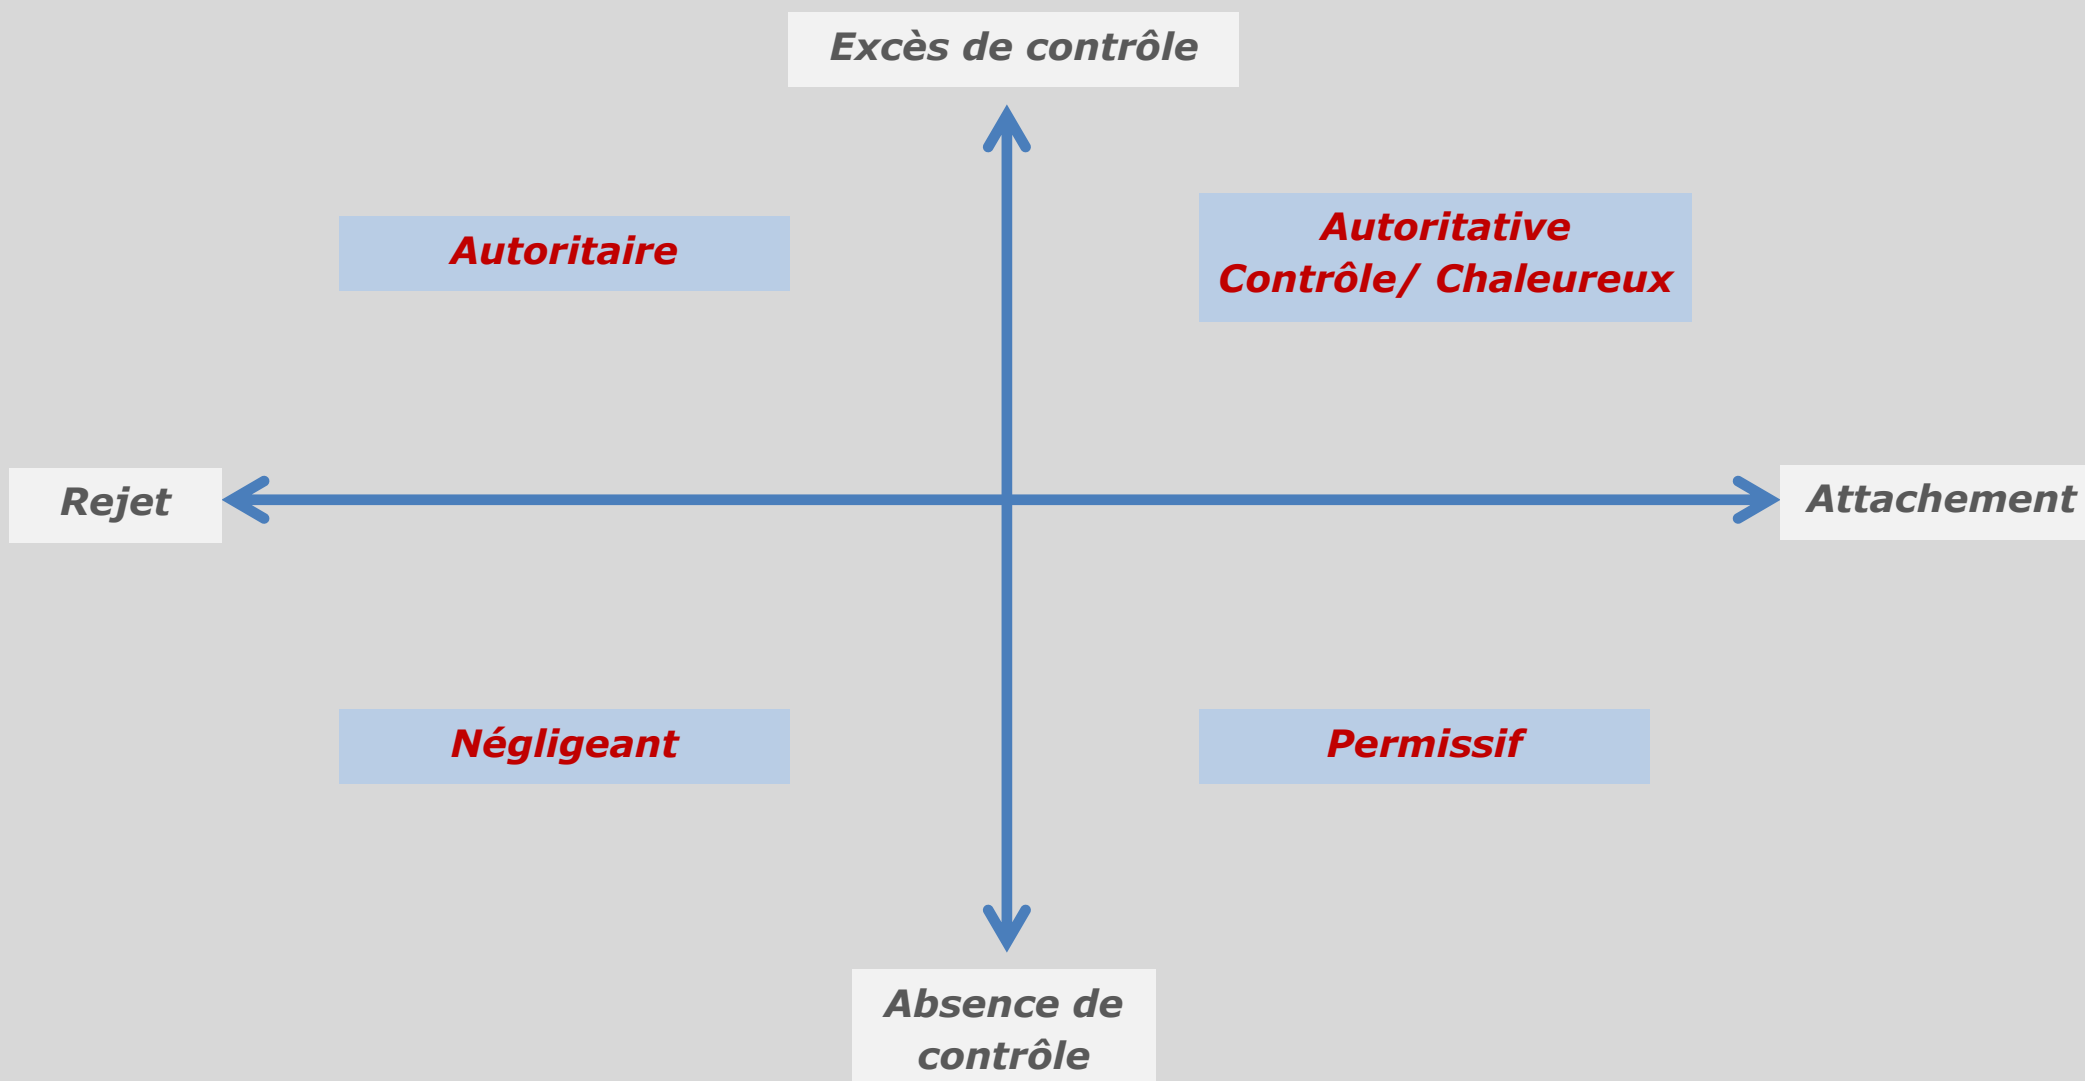 Excès de contrôle
Autoritaire
Autoritative
Contrôle/ Chaleureux
Rejet
Attachement
Négligeant
Permissif
Absence de
contrôle